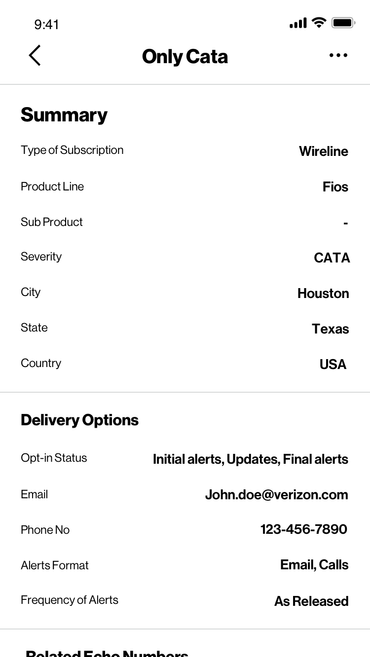 9:41
Only Cata
Summary
Type of Subscription Wireline
Product Line Fios
Sub Product -
Severity CATA
City Houston
State Texas
Country USA
Delivery Options
Opt-in Status Initial alerts, Updates, Final alerts
Email John.doe@verizon.com
Phone No 123-456-7890
Alerts Format Email, Calls
Frequency of Alerts As Released
Related Echo Numbers